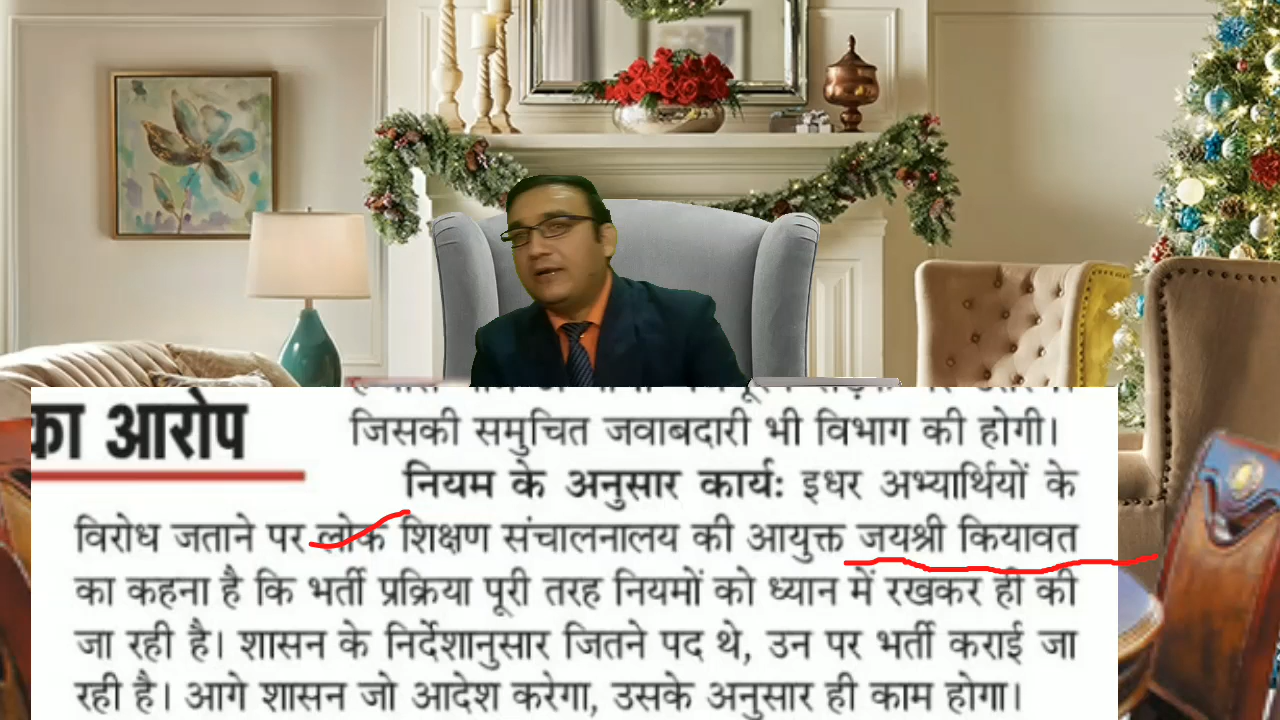 का आरोप
जिसकी समुचित जवाबदारी भी विभाग की होगी।
नियम के अनुसार कार्य: इधर अभ्यार्थियों के
विरोध जताने पर लोक शिक्षण संचालनालय की आयुक्त जयश्री कियावत
का कहना है कि भर्ती प्रक्रिया पूरी तरह नियमों को ध्यान में रखकर ही की
जा रही है। शासन के निर्देशानुसार जितने पद थे, उन पर भर्ती कराई जा
रही है। आगे शासन जो आदेश करेगा, उसके अनुसार ही काम होगा।